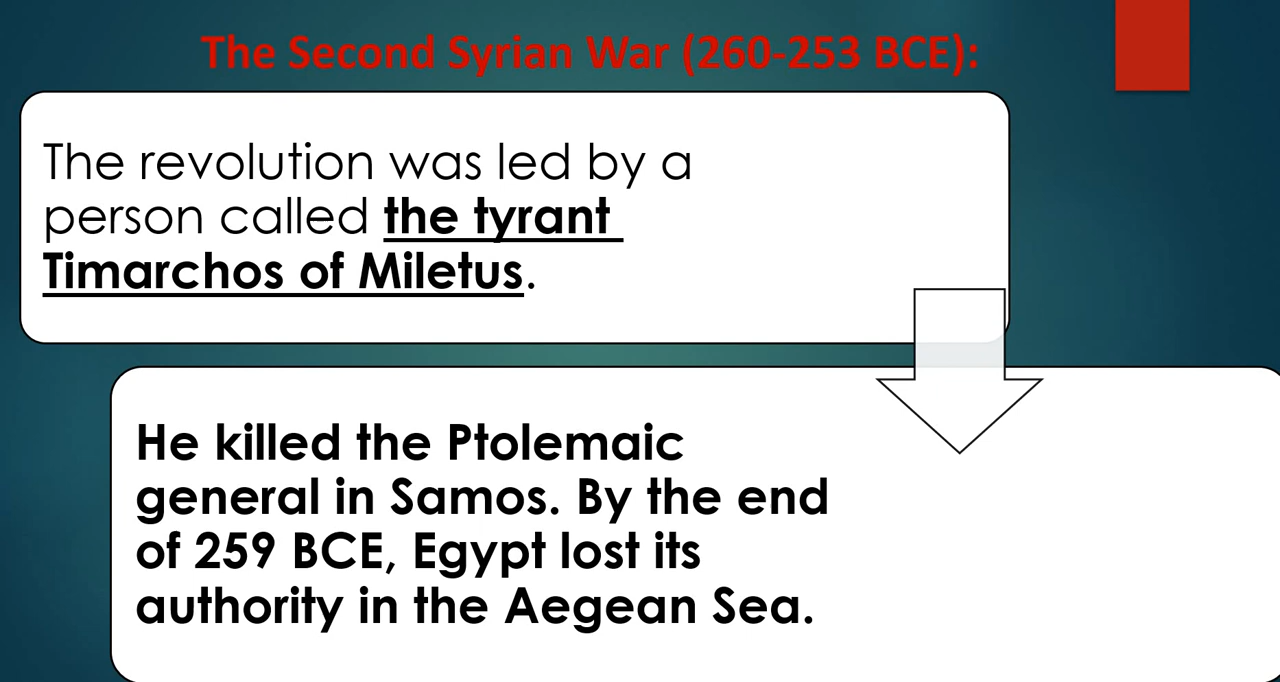 The Second Syrian War (260-253 BCE):
The revolution was led by a
person called the tyrant
Timarchos of Miletus.
He killed the Ptolemaic
general in Samos. By the end
of 259 BCE, Egypt lost its
authority in the Aegean Sea.